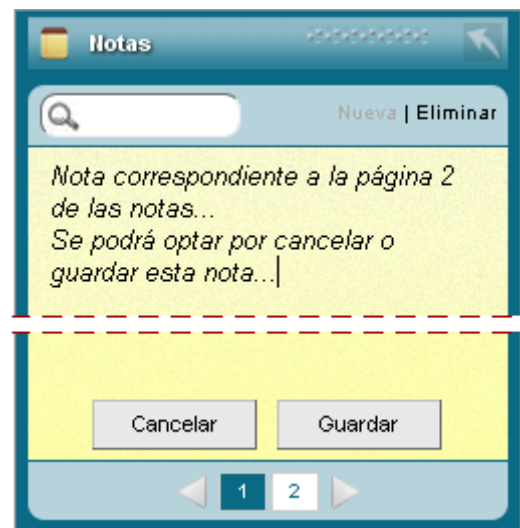 Notas
Nueva | Eliminar
Nota correspondiente a la página 2
de las notas...
Se podrá optar por cancelar o
guardar esta nota...
Cancelar Guardar
1 2